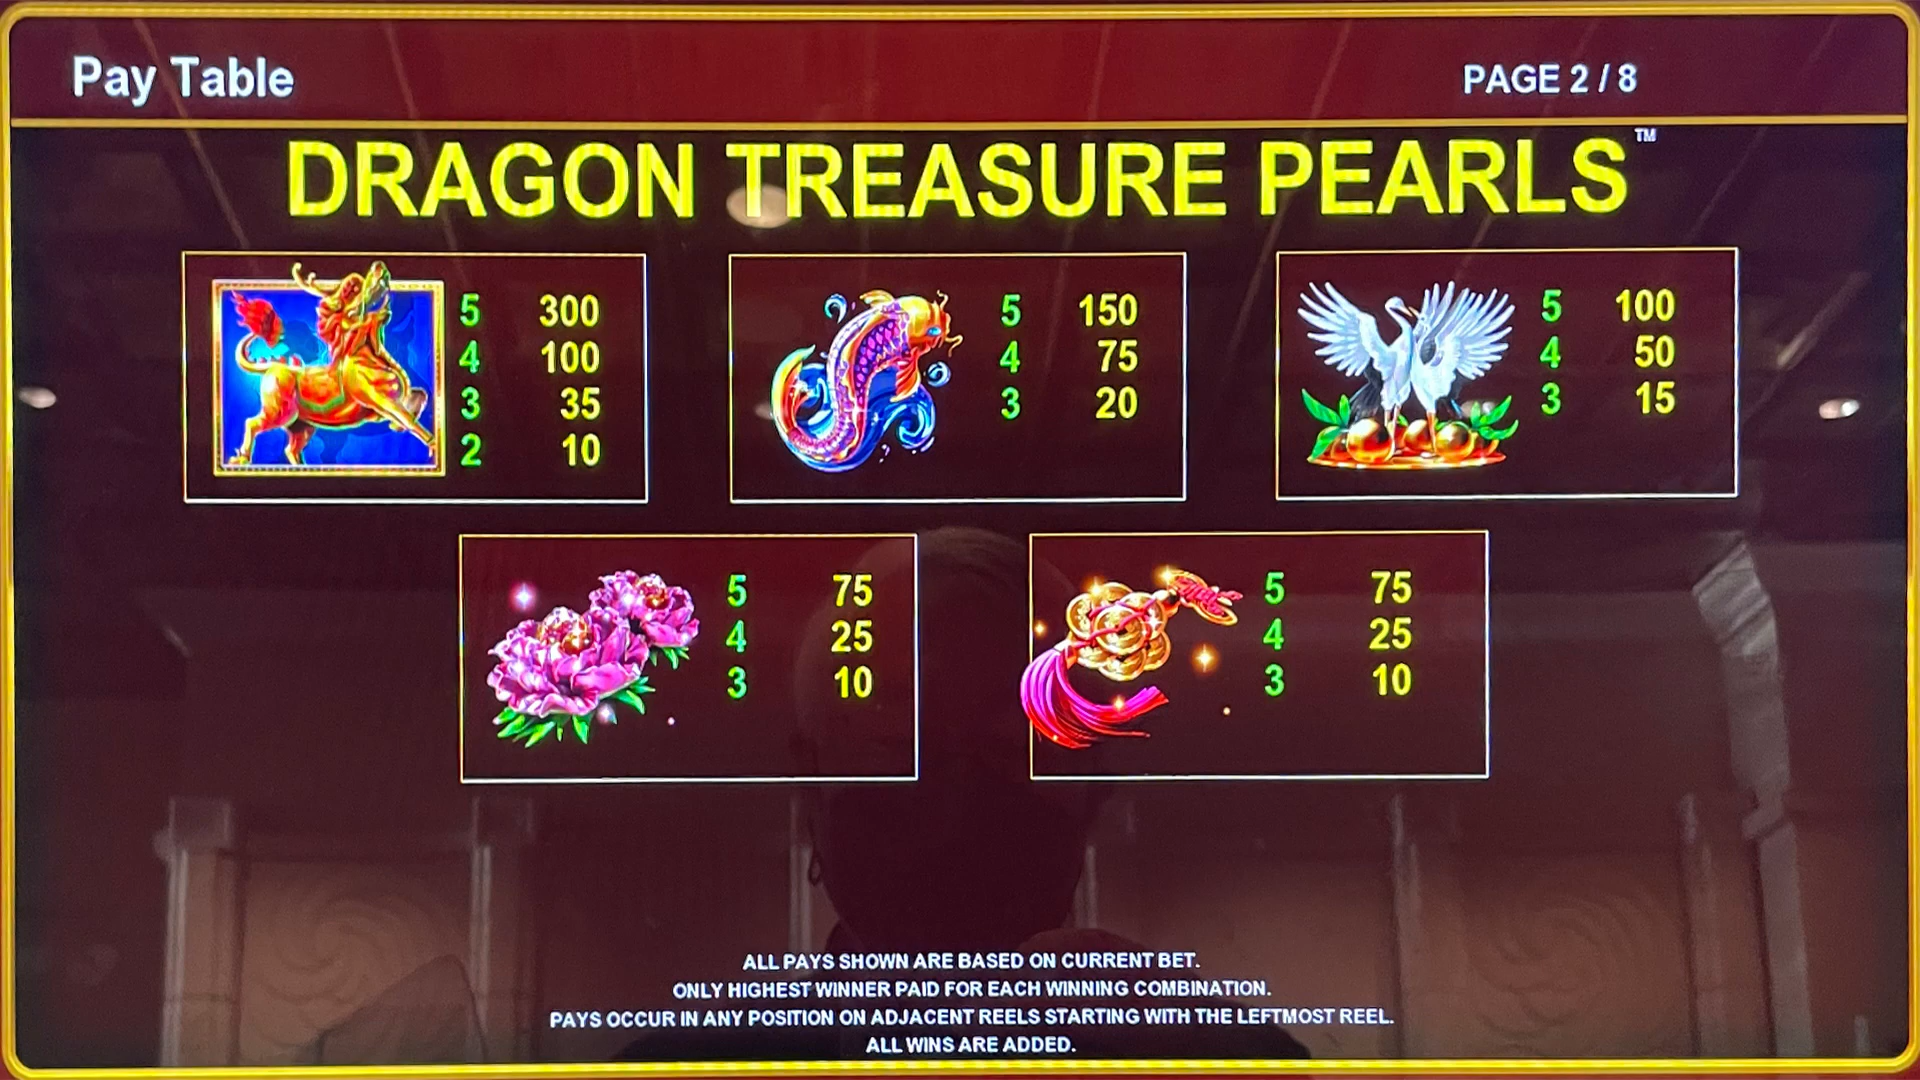 Pay Table
PAGE 2 / 8
DRAGON TREASURE PEARLS™
5 300
4 100
3 35
2 10
5 150
4 75
3 20
5 100
4 50
3 15
5 75
4 25
3 10
5 75
4 25
3 10
ALL PAYS SHOWN ARE BASED ON CURRENT BET.
ONLY HIGHEST WINNER PAID FOR EACH WINNING COMBINATION.
PAYS OCCUR IN ANY POSITION ON ADJACENT REELS STARTING WITH THE LEFTMOST REEL.
ALL WINS ARE ADDED.